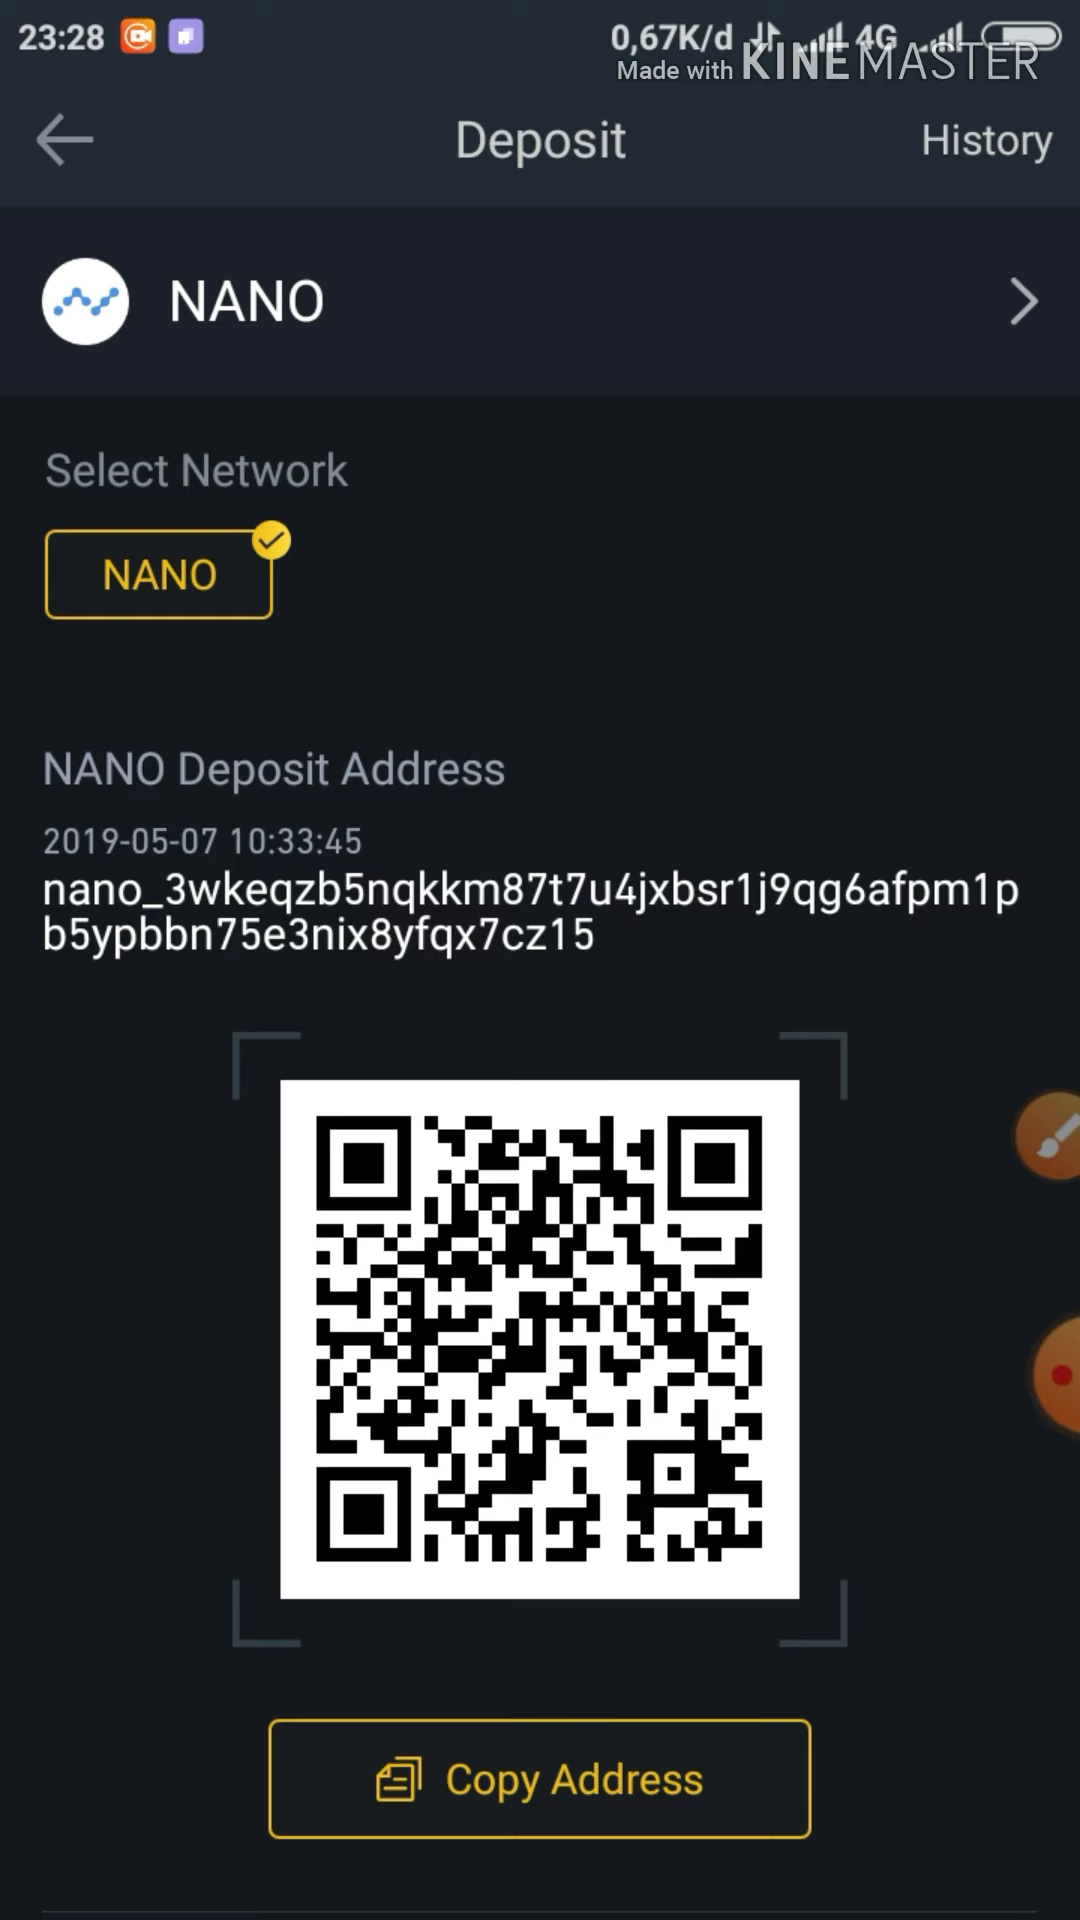 23:28
0,67K/d 4G
Made with KINEMASTER
Deposit
History
NANO
Select Network
NANO
NANO Deposit Address
2019-05-07 10:33:45
nano_3wkeqzb5nqkkm87t7u4jxbsr1j9qg6afpm1p
b5ypbbn75e3nix8yfqx7cz15
Copy Address